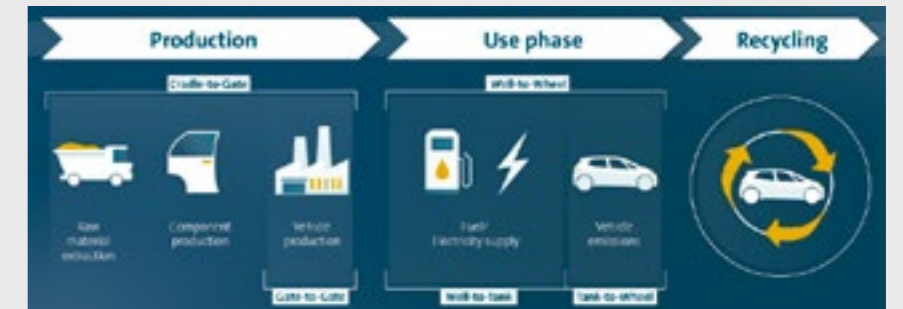 Production
Use phase
Recycling
Cradle-to-Gate
Well-to-Wheel
Raw
material
extraction
Component
production
Vehicle
production
Fuel/
Electricity supply
Vehicle
emissions
Gate-to-Gate
Well-to-Tank
Tank-to-Wheel